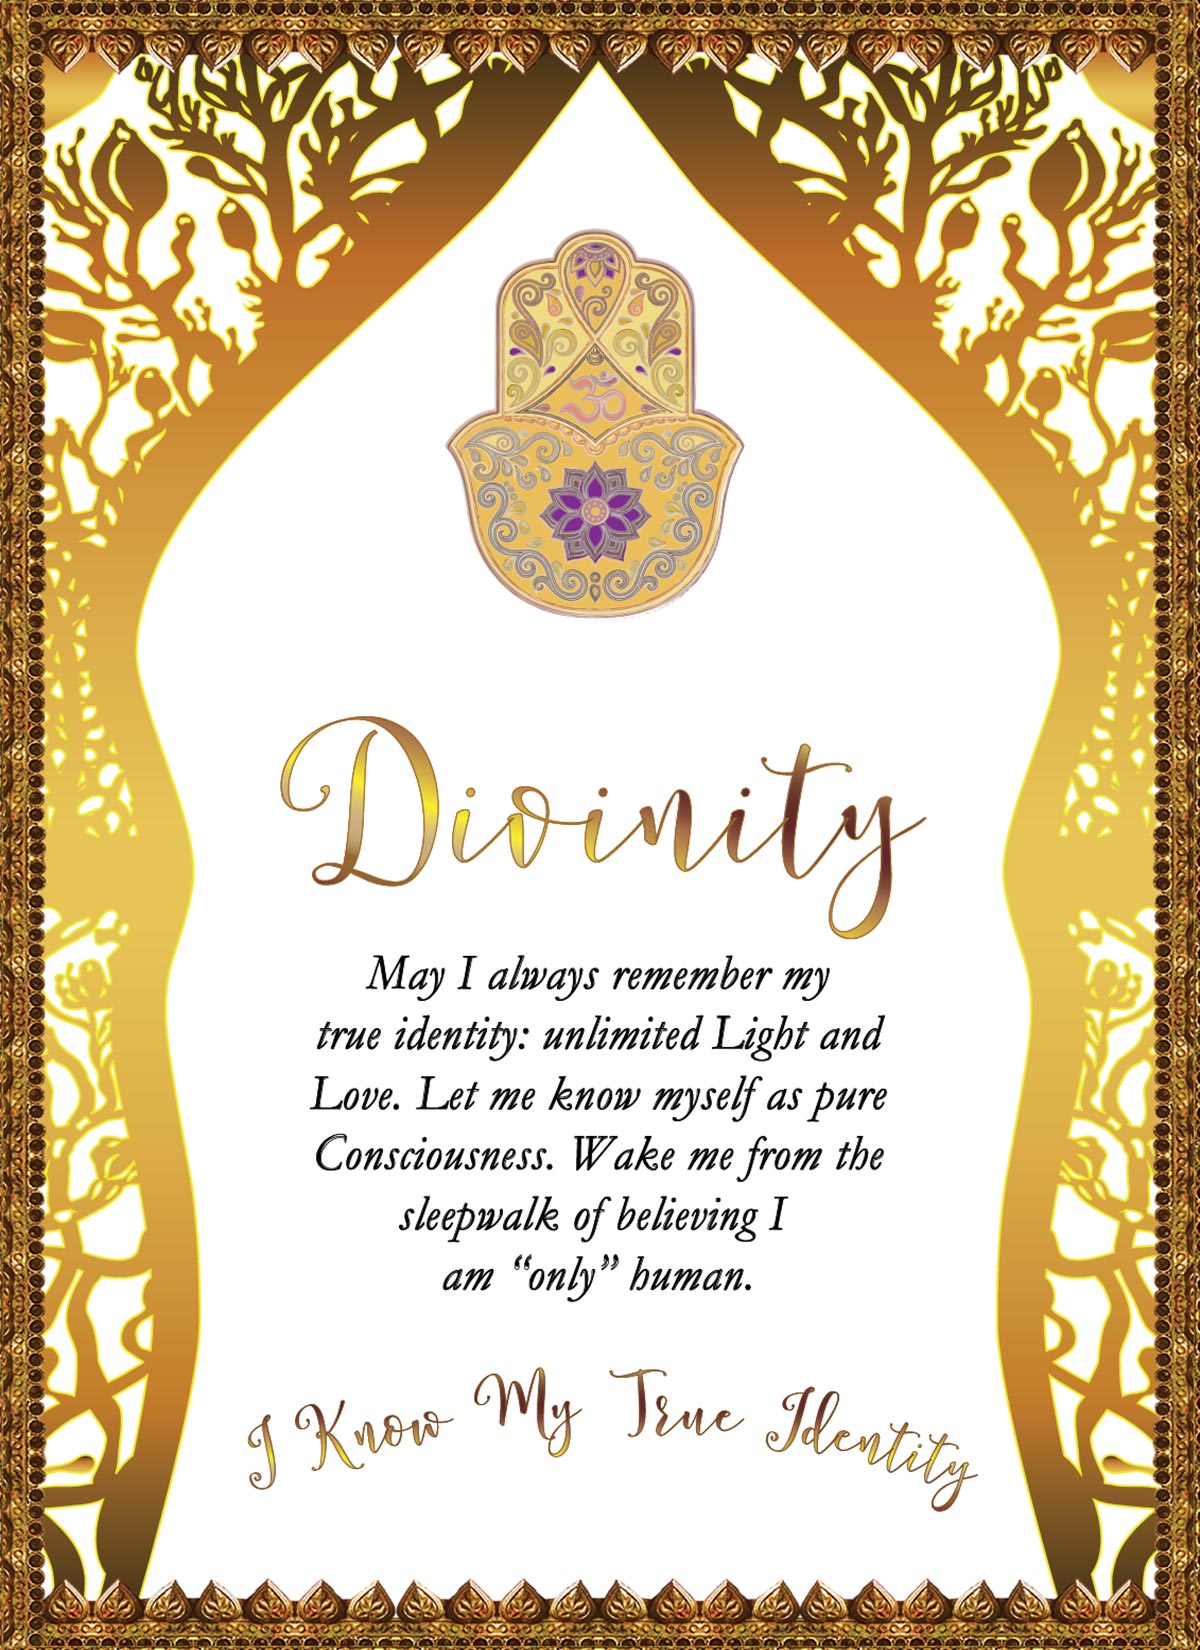 ॐ
Divinity
May I always remember my
true identity: unlimited Light and
Love. Let me know myself as pure
Consciousness. Wake me from the
sleepwalk of believing I
am “only” human.
I Know My True Identity